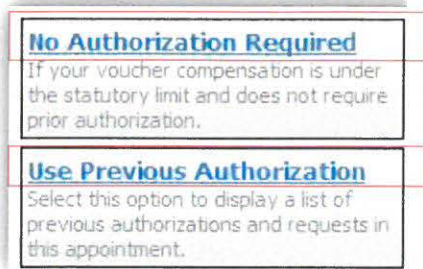 No Authorization Required
If your voucher compensation is under
the statutory limit and does not require
prior authorization.
Use Previous Authorization
Select this option to display a list of
previous authorizations and requests in
this appointment.